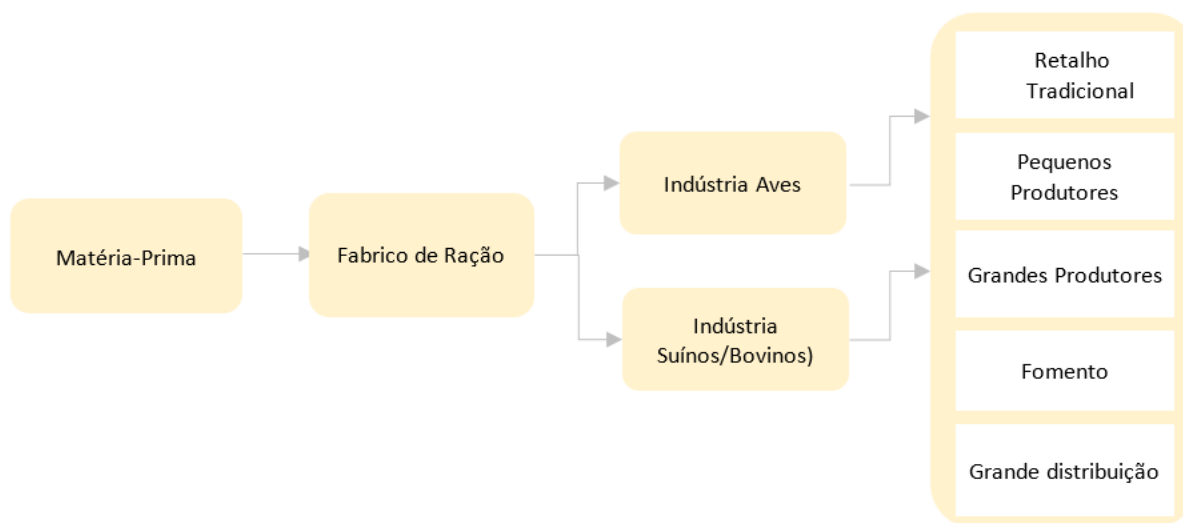 Matéria-Prima
Fabrico de Ração
Indústria Aves
Indústria
Suínos/Bovinos)
Retalho
Tradicional
Pequenos
Produtores
Grandes Produtores
Fomento
Grande distribuição